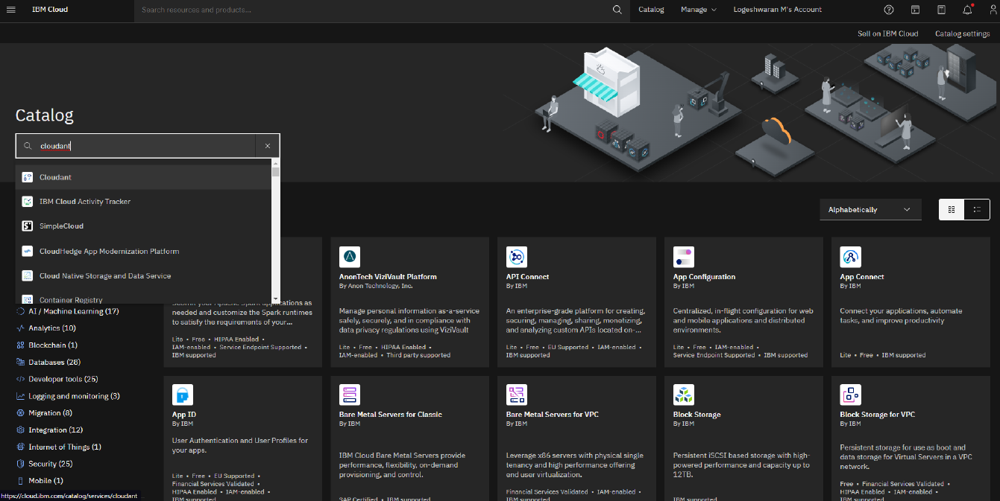 IBM Cloud
Search resources and products...
Catalog
Manage
Logeshwaran M's Account
Sell on IBM Cloud
Catalog settings
Catalog
cloudant
Cloudant
IBM Cloud Activity Tracker
SimpleCloud
CloudHedge App Modernization Platform
Cloud Native Storage and Data Service
Container Registry
Alphabetically
AI / Machine Learning (17)
Analytics (10)
Blockchain (1)
Databases (28)
Developer tools (25)
Logging and monitoring (3)
Migration (8)
Integration (12)
Internet of Things (1)
Security (25)
Mobile (1)
https://cloud.ibm.com/catalog/services/cloudant
Submit your Apache Spark applications as
needed and customize the Spark runtimes
to satisfy the requirements of your...
Lite • Free • HIPAA Enabled •
IAM-enabled • Service Endpoint Supported •
IBM supported
AnonTech ViziVault Platform
By Anon Technology, Inc.
Manage personal information as-a-service
safely, securely, and in compliance with
data privacy regulations using ViziVault
Lite • Free • HIPAA Enabled •
IAM-enabled • Third party supported
API Connect
By IBM
An enterprise-grade platform for creating,
securing, managing, sharing, monetizing,
and analyzing custom APIs located on-...
Lite • Free • EU Supported • IAM-enabled •
IBM supported
App Configuration
By IBM
Centralized, in-flight configuration for web
and mobile applications and distributed
environments.
Lite • Free • IAM-enabled •
Service Endpoint Supported • IBM supported
App Connect
By IBM
Connect your applications, automate
tasks, and improve productivity
Lite • Free • IBM supported
App ID
By IBM
User Authentication and User Profiles for
your apps.
Lite • Free • EU Supported •
Financial Services Validated •
HIPAA Enabled • IAM-enabled •
IBM supported
Bare Metal Servers for Classic
By IBM
IBM Cloud Bare Metal Servers provide
performance, flexibility, on-demand
provisioning, and control.
SAP Certified • IBM supported
Bare Metal Servers for VPC
By IBM
Leverage x86 servers with physical single
tenancy and high performance offering
end user virtualization.
Financial Services Validated • IAM-enabled •
IBM supported
Block Storage
By IBM
Persistent iSCSI based storage with high-
powered performance and capacity up to
12TB.
IBM supported
Block Storage for VPC
By IBM
Persistent storage for use as boot and
data storage for Virtual Servers in a VPC
network.
Free • Financial Services Validated •
HIPAA Enabled • IAM-enabled •
IBM supported